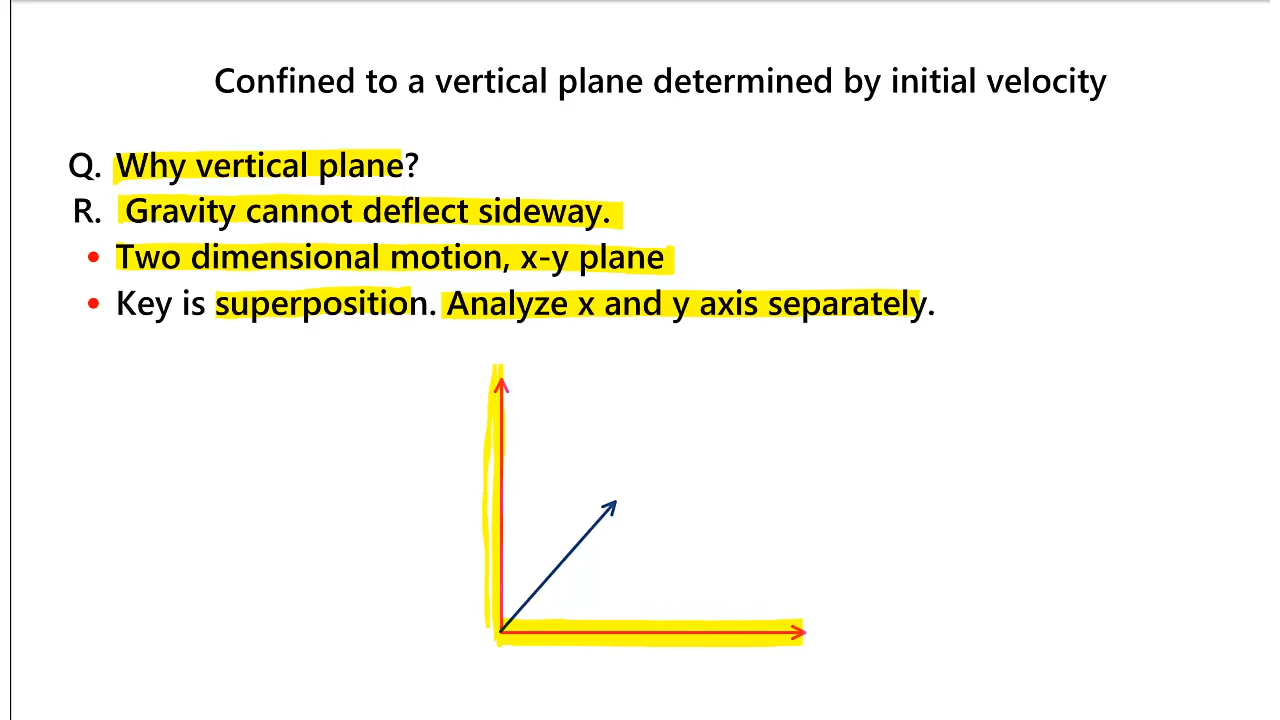 Confined to a vertical plane determined by initial velocity
Q. Why vertical plane?
R. Gravity cannot deflect sideway.
• Two dimensional motion, x-y plane
• Key is superposition. Analyze x and y axis separately.